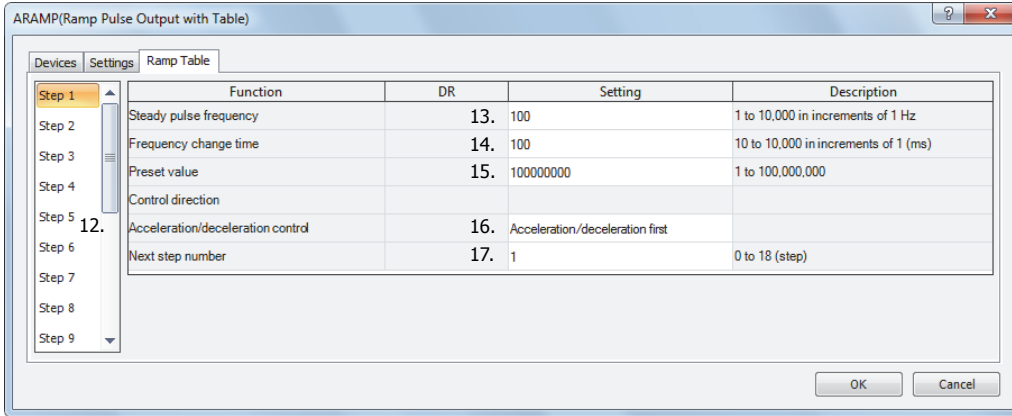 ARAMP(Ramp Pulse Output with Table)
Devices Settings Ramp Table
Function DR Setting Description
Step 1
Step 2
Step 3
Step 4
Step 5
Step 6
Step 7
Step 8
Step 9
12.
Steady pulse frequency 13. 100 1 to 10,000 in increments of 1 Hz
Frequency change time 14. 100 10 to 10,000 in increments of 1 (ms)
Preset value 15. 100000000 1 to 100,000,000
Control direction
Acceleration/deceleration control 16. Acceleration/deceleration first
Next step number 17. 1 0 to 18 (step)
OK Cancel